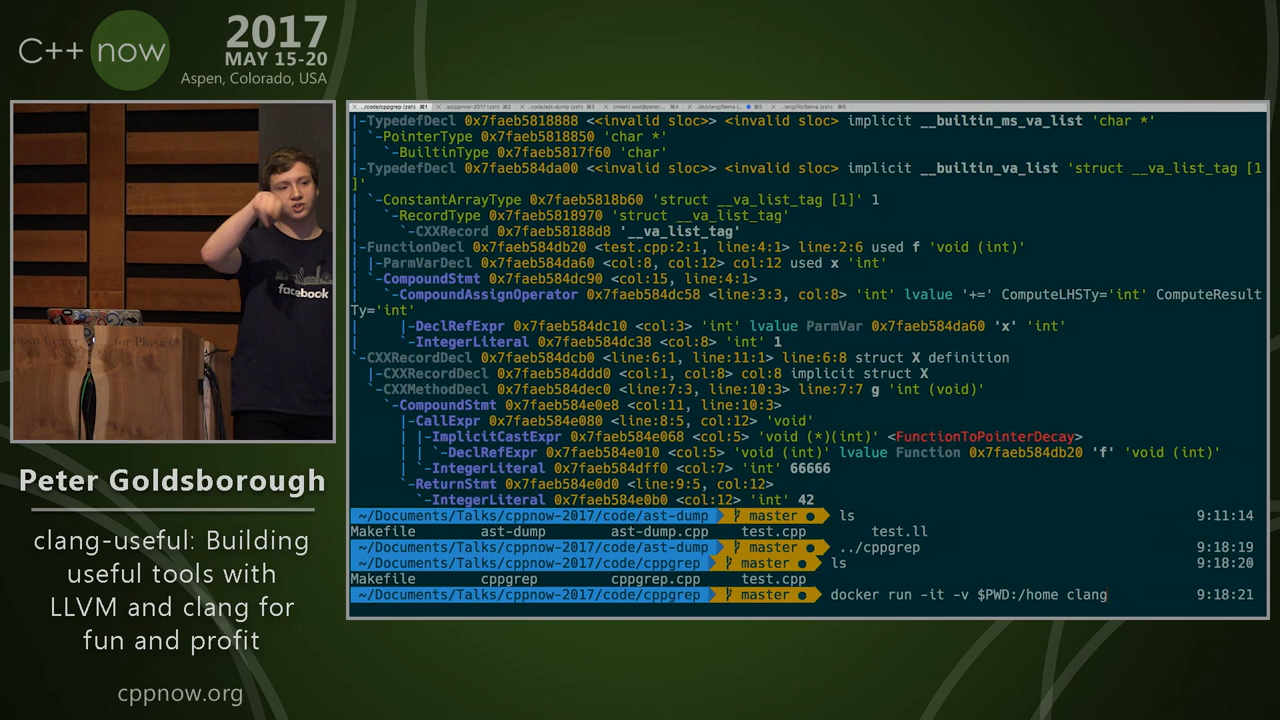 C++ now
2017
MAY 15-20
Aspen, Colorado, USA
facebook
Peter Goldsborough
clang-useful: Building
useful tools with
LLVM and clang for
fun and profit
cppnow.org
|-TypedefDecl 0x7faeb5818888 <<invalid sloc>> <invalid sloc> implicit __builtin_ms_va_list 'char *'
| `-PointerType 0x7faeb5818850 'char *'
|   `-BuiltinType 0x7faeb5817f60 'char'
|-TypedefDecl 0x7faeb584da00 <<invalid sloc>> <invalid sloc> implicit __builtin_va_list 'struct __va_list_tag [1
]'
| `-ConstantArrayType 0x7faeb5818b60 'struct __va_list_tag [1]' 1
|   `-RecordType 0x7faeb5818970 'struct __va_list_tag'
|     `-CXXRecord 0x7faeb58188d8 '__va_list_tag'
|-FunctionDecl 0x7faeb584db20 <test.cpp:2:1, line:4:1> line:2:6 used f 'void (int)'
| |-ParmVarDecl 0x7faeb584da60 <col:8, col:12> col:12 used x 'int'
| `-CompoundStmt 0x7faeb584dc90 <col:15, line:4:1>
|   `-CompoundAssignOperator 0x7faeb584dc58 <line:3:3, col:8> 'int' lvalue '+=' ComputeLHSTy='int' ComputeResult
Ty='int'
|     |-DeclRefExpr 0x7faeb584dc10 <col:3> 'int' lvalue ParmVar 0x7faeb584da60 'x' 'int'
|     `-IntegerLiteral 0x7faeb584dc38 <col:8> 'int' 1
`-CXXRecordDecl 0x7faeb584dcb0 <line:6:1, line:11:1> line:6:8 struct X definition
  |-CXXRecordDecl 0x7faeb584ddd0 <col:1, col:8> col:8 implicit struct X
  `-CXXMethodDecl 0x7faeb584dec0 <line:7:3, line:10:3> line:7:7 g 'int (void)'
    `-CompoundStmt 0x7faeb584e0e8 <col:11, line:10:3>
      |-CallExpr 0x7faeb584e080 <line:8:5, col:12> 'void'
      | |-ImplicitCastExpr 0x7faeb584e068 <col:5> 'void (*)(int)' <FunctionToPointerDecay>
      | | `-DeclRefExpr 0x7faeb584e010 <col:5> 'void (int)' lvalue Function 0x7faeb584db20 'f' 'void (int)'
      | `-IntegerLiteral 0x7faeb584dff0 <col:7> 'int' 66666
      `-ReturnStmt 0x7faeb584e0d0 <line:9:5, col:12>
        `-IntegerLiteral 0x7faeb584e0b0 <col:12> 'int' 42
~/Documents/Talks/cppnow-2017/code/ast-dump master ● ls 9:11:14
Makefile ast-dump ast-dump.cpp test.cpp test.ll
~/Documents/Talks/cppnow-2017/code/ast-dump master ● ../cppgrep 9:18:19
~/Documents/Talks/cppnow-2017/code/cppgrep master ● ls 9:18:20
Makefile cppgrep cppgrep.cpp test.cpp
~/Documents/Talks/cppnow-2017/code/cppgrep master ● docker run -it -v $PWD:/home clang 9:18:21